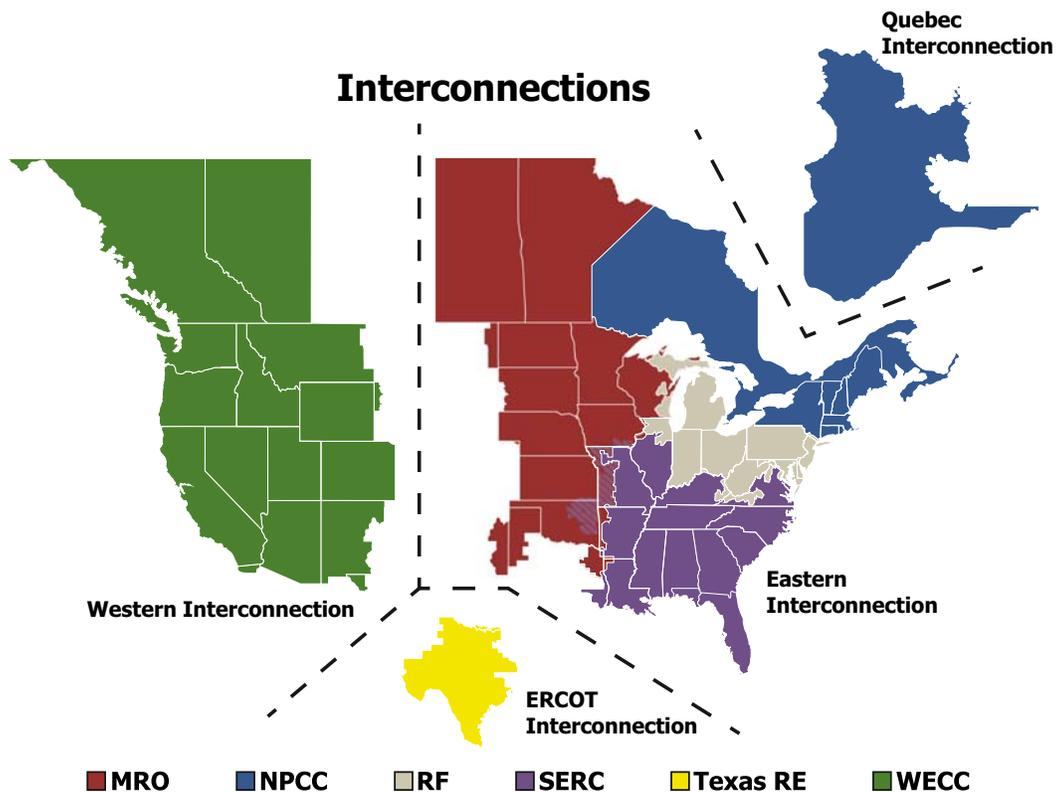 Quebec
Interconnection
Interconnections
Western Interconnection
Eastern
Interconnection
ERCOT
Interconnection
MRO NPCC RF SERC Texas RE WECC